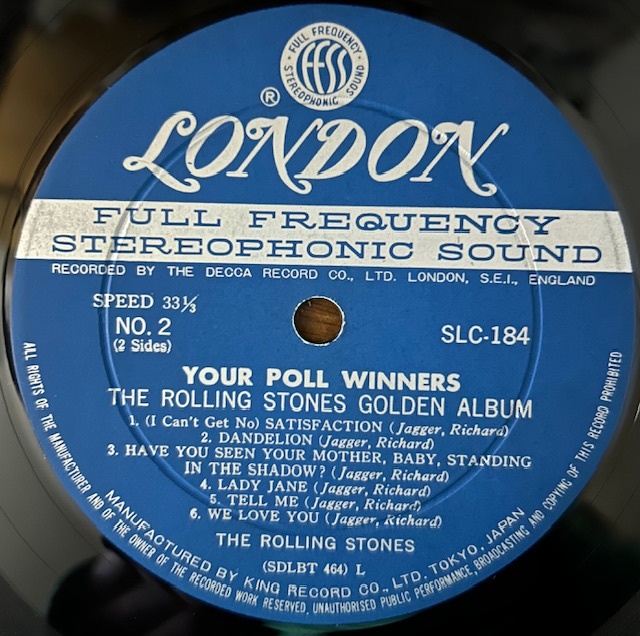 FULL FREQUENCY
FFSS
STEREOPHONIC SOUND
®
LONDON
FULL FREQUENCY
STEREOPHONIC SOUND
RECORDED BY THE DECCA RECORD CO., LTD. LONDON, S.E.I., ENGLAND
SPEED 33⅓
NO. 2
(2 Sides)
SLC-184
YOUR POLL WINNERS
THE ROLLING STONES GOLDEN ALBUM
1. (I Can't Get No) SATISFACTION (Jagger, Richard)
2. DANDELION (Jagger, Richard)
3. HAVE YOU SEEN YOUR MOTHER, BABY, STANDING
IN THE SHADOW? (Jagger, Richard)
4. LADY JANE (Jagger, Richard)
5. TELL ME (Jagger, Richard)
6. WE LOVE YOU (Jagger, Richard)
THE ROLLING STONES
(SDLBT 464) L
MANUFACTURED BY KING RECORD CO., LTD. TOKYO, JAPAN
ALL RIGHTS OF THE MANUFACTURER AND OF THE OWNER OF THE RECORDED WORK RESERVED, UNAUTHORISED PUBLIC PERFORMANCE, BROADCASTING AND COPYING OF THIS RECORD PROHIBITED